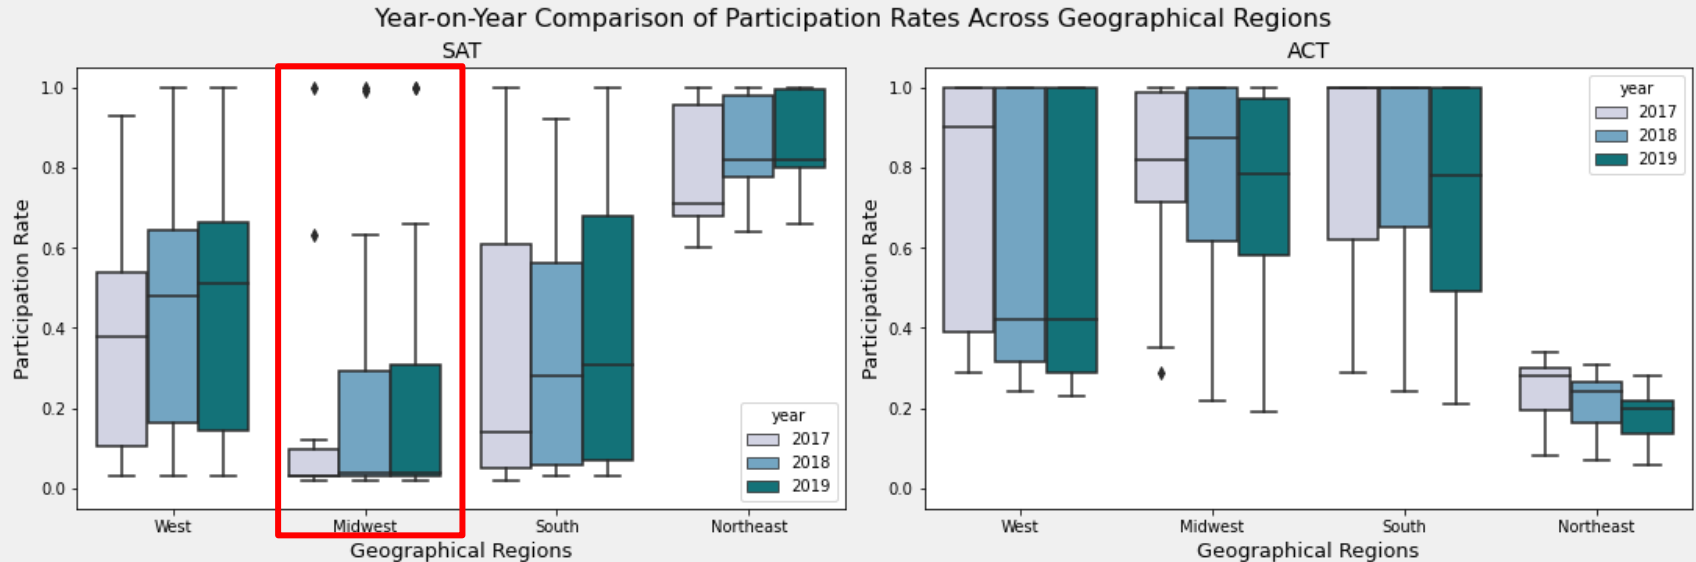 Year-on-Year Comparison of Participation Rates Across Geographical Regions
SAT
Participation Rate
1.0
0.8
0.6
0.4
0.2
0.0
year
2017
2018
2019
West
Midwest
South
Northeast
Geographical Regions
ACT
Participation Rate
1.0
0.8
0.6
0.4
0.2
0.0
year
2017
2018
2019
West
Midwest
South
Northeast
Geographical Regions